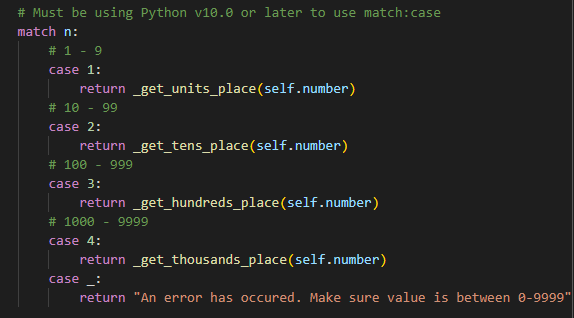 # Must be using Python v10.0 or later to use match:case
match n:
    # 1 - 9
    case 1:
        return _get_units_place(self.number)
    # 10 - 99
    case 2:
        return _get_tens_place(self.number)
    # 100 - 999
    case 3:
        return _get_hundreds_place(self.number)
    # 1000 - 9999
    case 4:
        return _get_thousands_place(self.number)
    case _:
        return "An error has occured. Make sure value is between 0-9999"